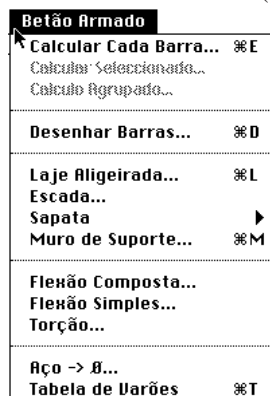 Betão Armado
Calcular Cada Barra... ⌘E
Calcular Seleccionado...
Calculo Agrupado...
Desenhar Barras... ⌘D
Laje Aligeirada... ⌘L
Escada...
Sapata ▶
Muro de Suporte... ⌘M
Flexão Composta...
Flexão Simples...
Torção...
Aço -> Ø...
Tabela de Varões ⌘T